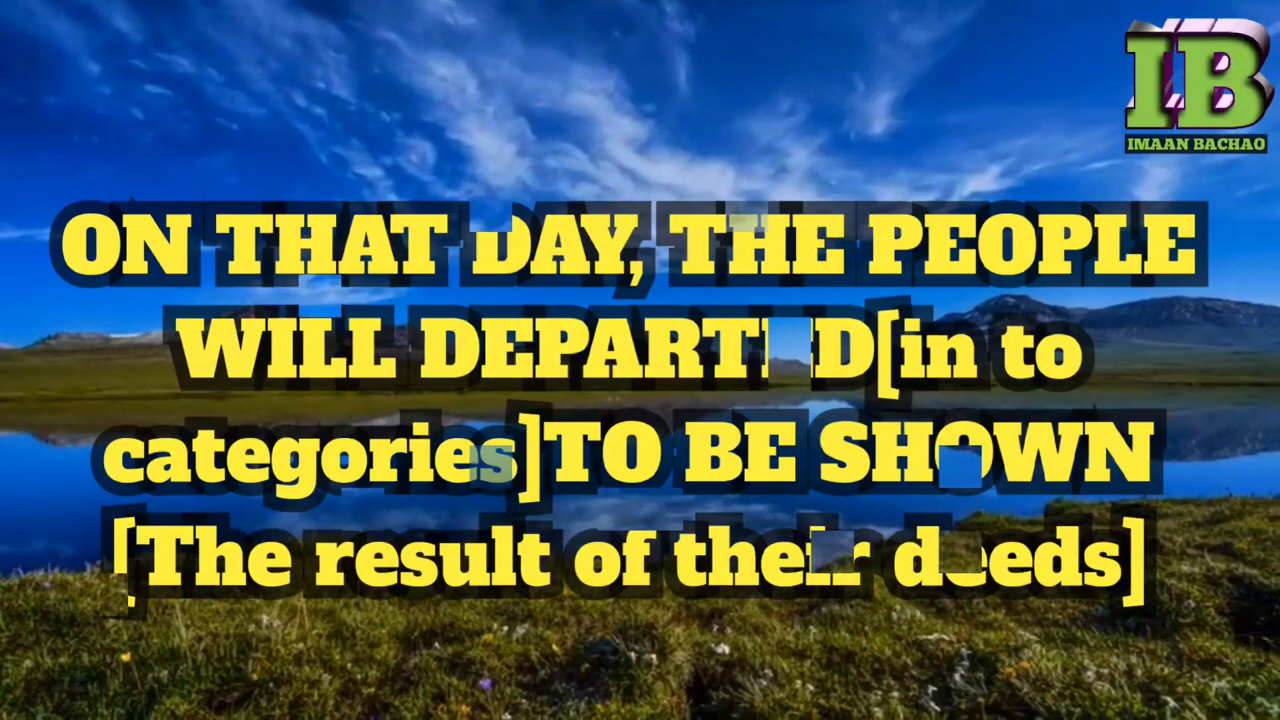 IB
IMAAN BACHAO
ON THAT DAY, THE PEOPLE
WILL DEPARTED[in to
categories]TO BE SHOWN
[The result of their deeds]